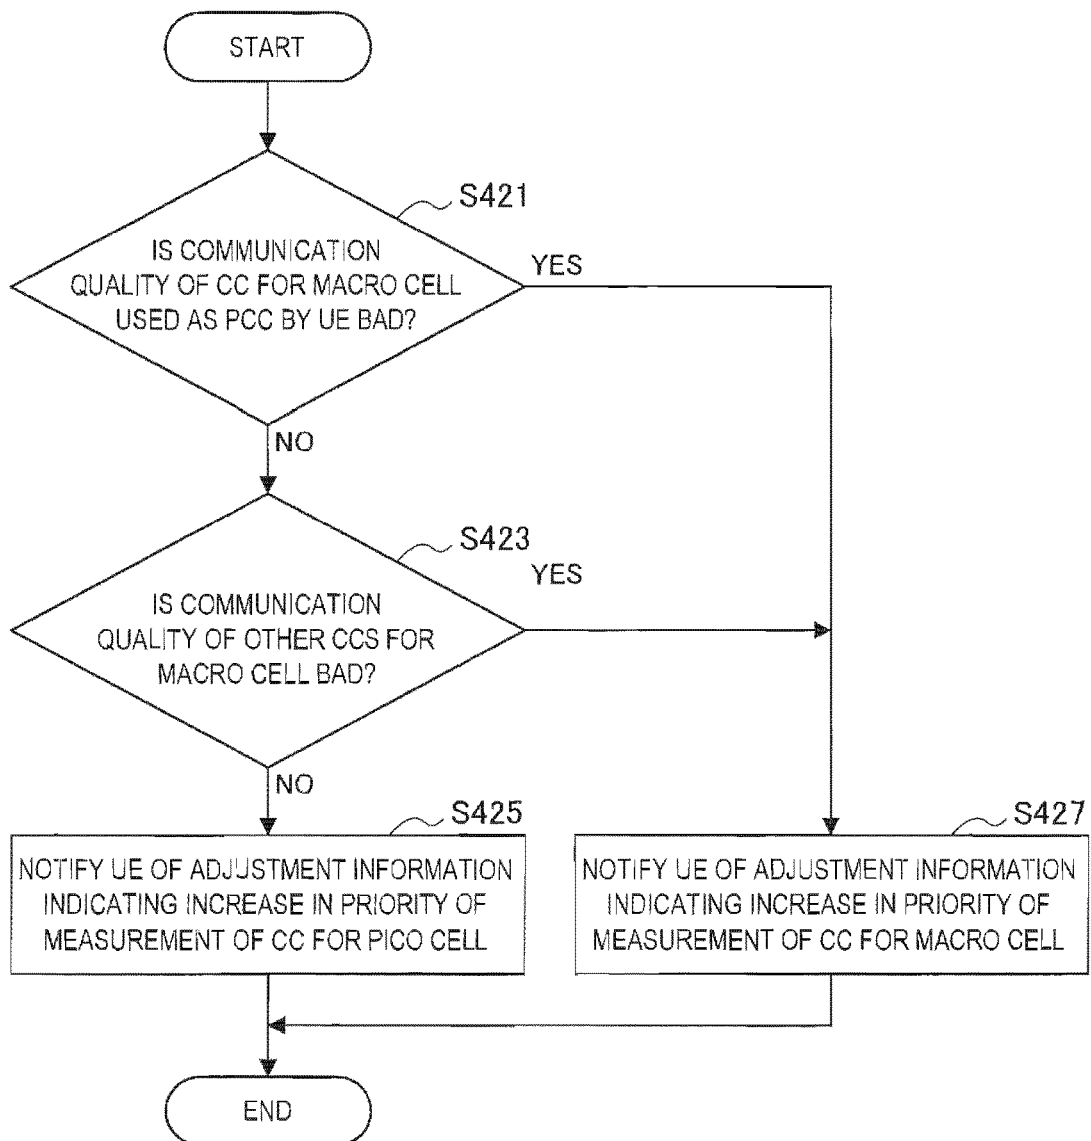 START
S421
IS COMMUNICATION
QUALITY OF CC FOR MACRO CELL
USED AS PCC BY UE BAD?
YES
NO
S423
YES
IS COMMUNICATION
QUALITY OF OTHER CCS FOR
MACRO CELL BAD?
NO
S425
NOTIFY UE OF ADJUSTMENT INFORMATION
INDICATING INCREASE IN PRIORITY OF
MEASUREMENT OF CC FOR PICO CELL
S427
NOTIFY UE OF ADJUSTMENT INFORMATION
INDICATING INCREASE IN PRIORITY OF
MEASUREMENT OF CC FOR MACRO CELL
END